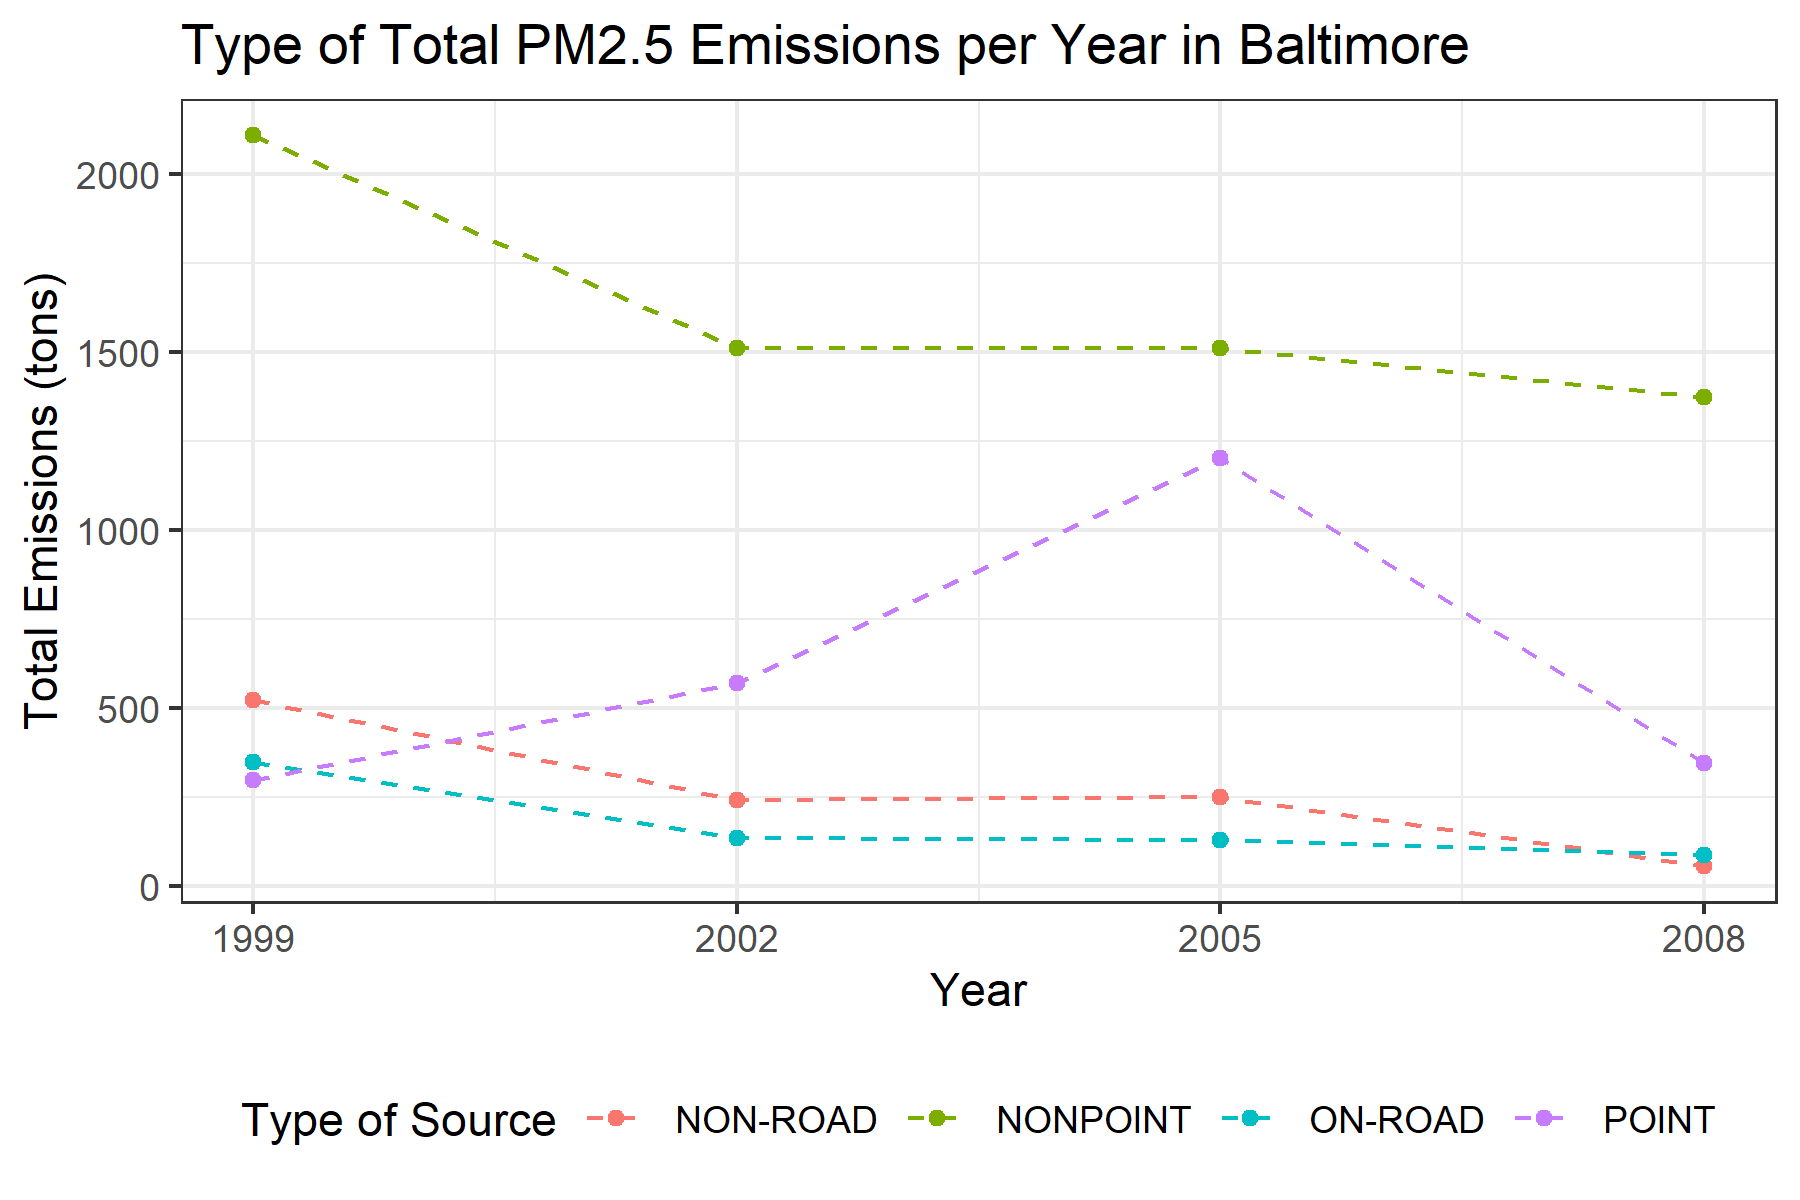 Type of Total PM2.5 Emissions per Year in Baltimore
Total Emissions (tons)
2000
1500
1000
500
0
1999 2002 2005 2008
Year
Type of Source NON-ROAD NONPOINT ON-ROAD POINT